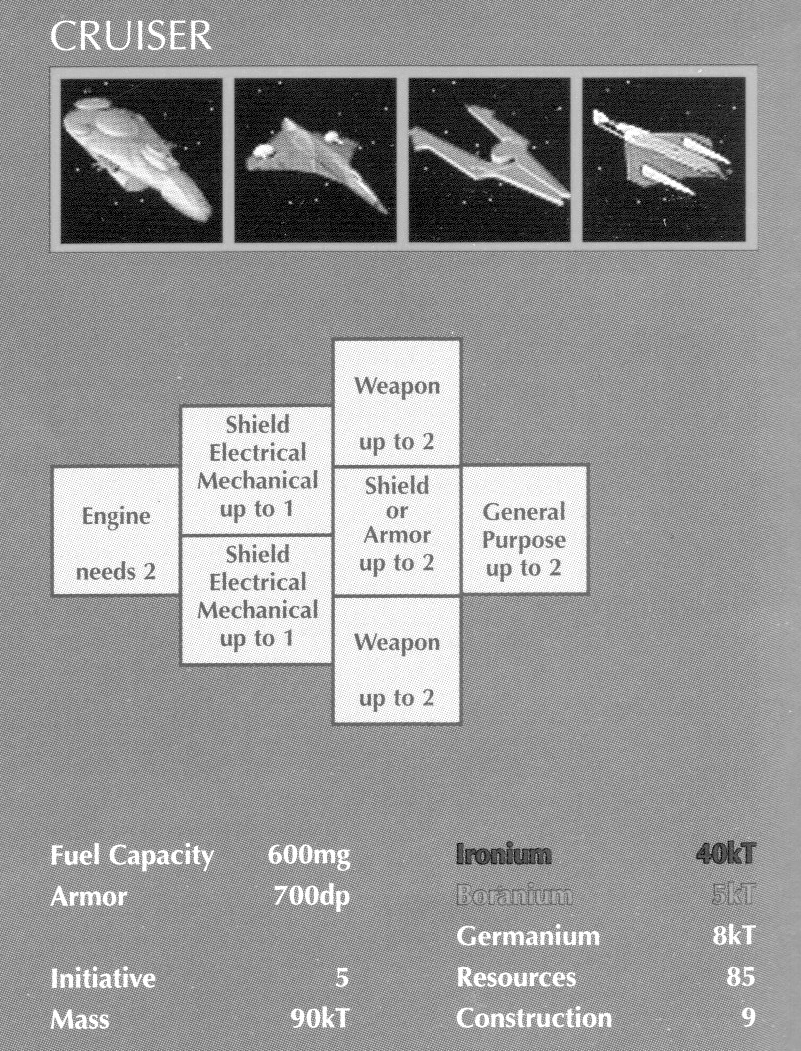 CRUISER
Weapon
up to 2
Shield
Electrical
Mechanical
up to 1
Engine
needs 2
Shield
or
Armor
up to 2
General
Purpose
up to 2
Shield
Electrical
Mechanical
up to 1
Weapon
up to 2
Fuel Capacity 600mg
Armor 700dp
Initiative 5
Mass 90kT
Ironium 40kT
Boranium 5kT
Germanium 8kT
Resources 85
Construction 9